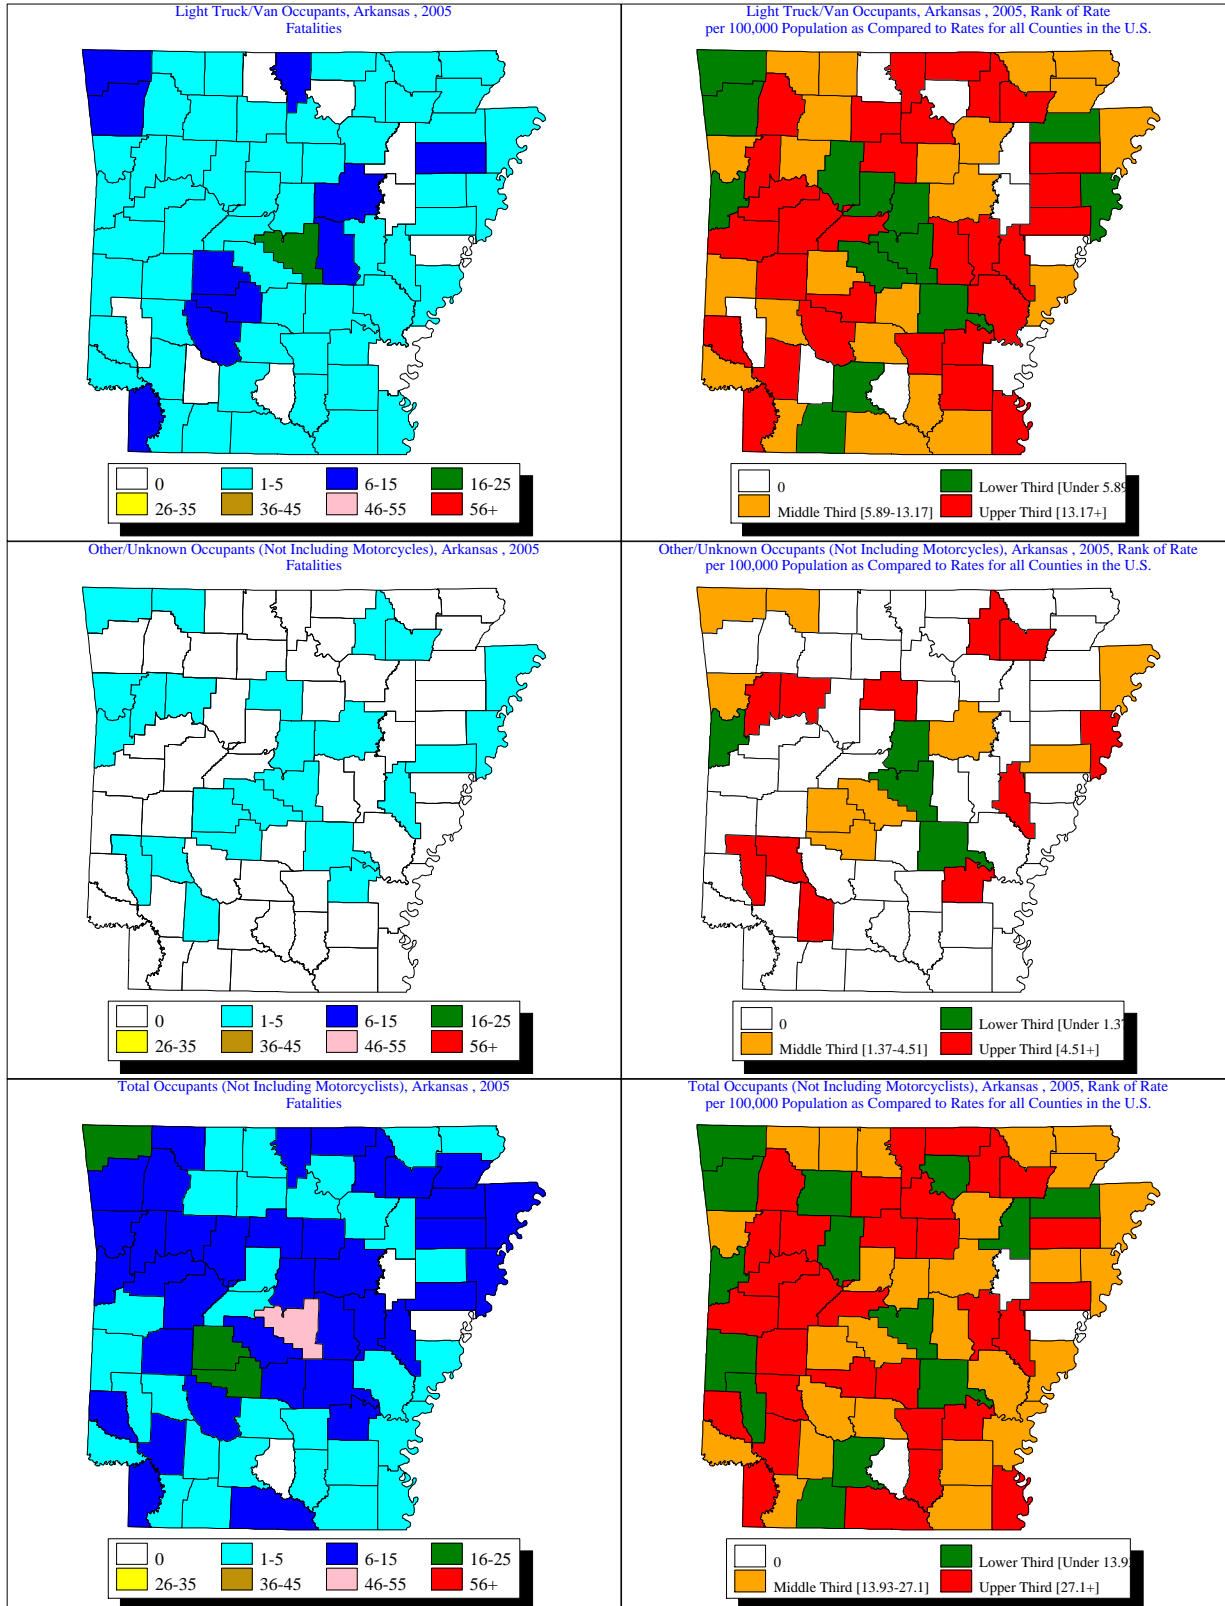 Light Truck/Van Occupants, Arkansas , 2005
Fatalities
0
1-5
6-15
16-25
26-35
36-45
46-55
56+
Light Truck/Van Occupants, Arkansas , 2005, Rank of Rate
per 100,000 Population as Compared to Rates for all Counties in the U.S.
0
Lower Third [Under 5.89
Middle Third [5.89-13.17]
Upper Third [13.17+]
Other/Unknown Occupants (Not Including Motorcycles), Arkansas , 2005
Fatalities
0
1-5
6-15
16-25
26-35
36-45
46-55
56+
Other/Unknown Occupants (Not Including Motorcycles), Arkansas , 2005, Rank of Rate
per 100,000 Population as Compared to Rates for all Counties in the U.S.
0
Lower Third [Under 1.37
Middle Third [1.37-4.51]
Upper Third [4.51+]
Total Occupants (Not Including Motorcyclists), Arkansas , 2005
Fatalities
0
1-5
6-15
16-25
26-35
36-45
46-55
56+
Total Occupants (Not Including Motorcyclists), Arkansas , 2005, Rank of Rate
per 100,000 Population as Compared to Rates for all Counties in the U.S.
0
Lower Third [Under 13.9
Middle Third [13.93-27.1]
Upper Third [27.1+]